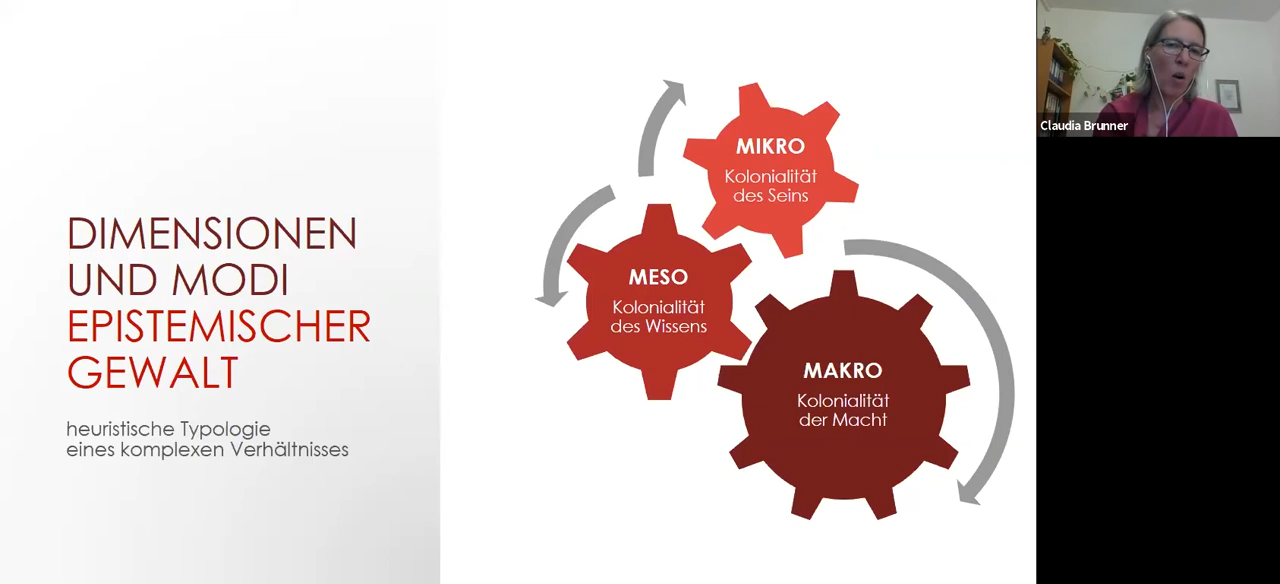 DIMENSIONEN
UND MODI
EPISTEMISCHER
GEWALT
heuristische Typologie
eines komplexen Verhältnisses
MIKRO
Kolonialität
des Seins
MESO
Kolonialität
des Wissens
MAKRO
Kolonialität
der Macht
Claudia Brunner